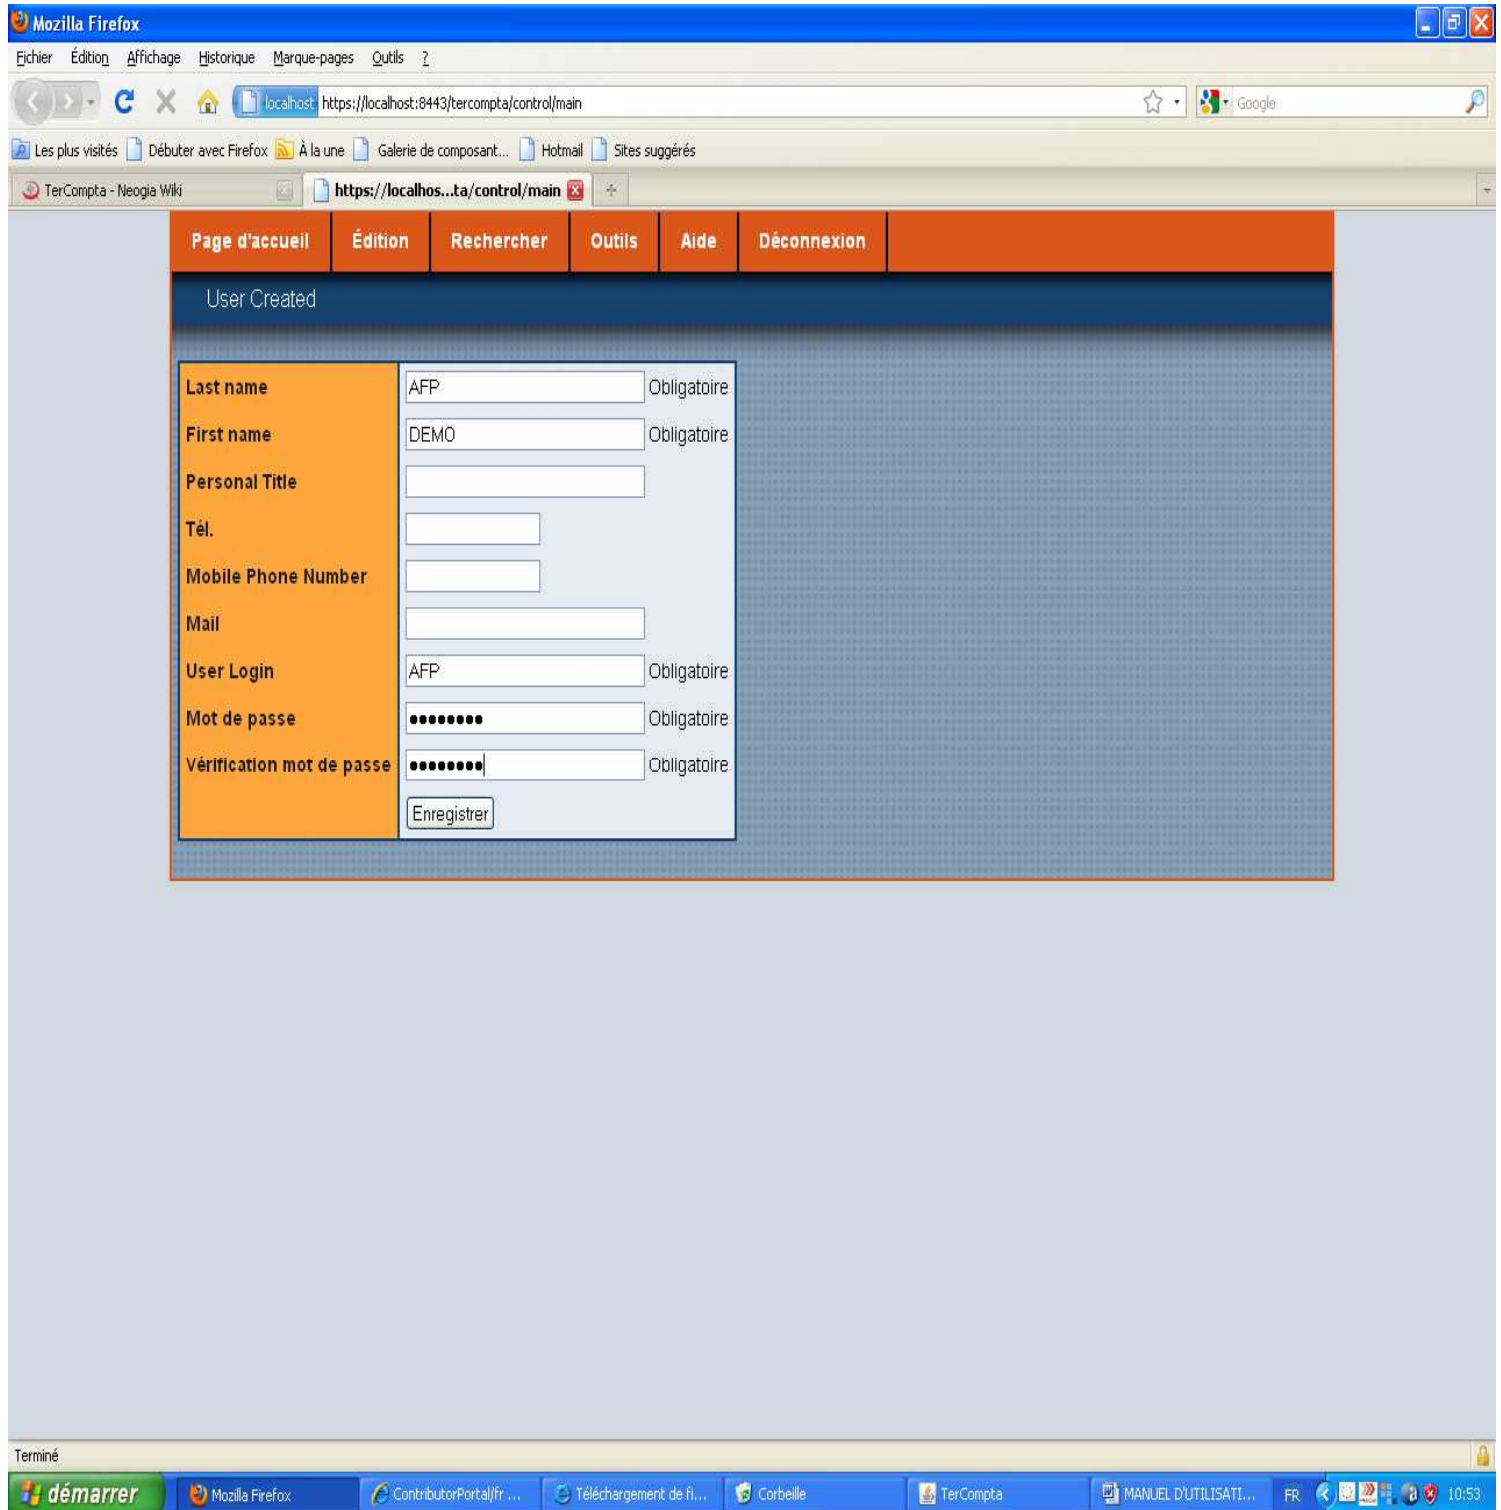 Mozilla Firefox
Fichier Édition Affichage Historique Marque-pages Outils ?
localhost https://localhost:8443/tercompta/control/main Google
Les plus visités Débuter avec Firefox À la une Galerie de composant... Hotmail Sites suggérés
TerCompta - Neogia Wiki https://localhos...ta/control/main
Page d'accueil Édition Rechercher Outils Aide Déconnexion
User Created
Last name AFP Obligatoire
First name DEMO Obligatoire
Personal Title
Tél.
Mobile Phone Number
Mail
User Login AFP Obligatoire
Mot de passe •••••••• Obligatoire
Vérification mot de passe •••••••• Obligatoire
Enregistrer
Terminé
démarrer Mozilla Firefox ContributorPortal/fr ... Téléchargement de fi... Corbeille TerCompta MANUEL D'UTILISATI... FR 10:53